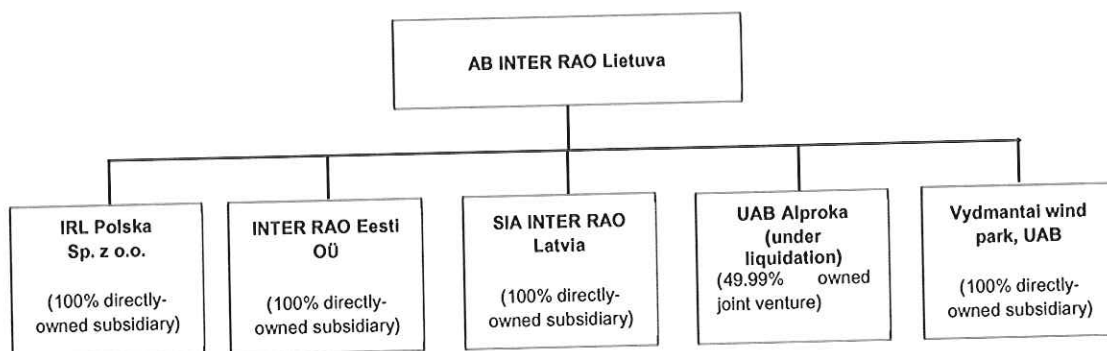 AB INTER RAO Lietuva
IRL Polska
Sp. z o.o.
(100% directly-
owned subsidiary)
INTER RAO Eesti
OÜ
(100% directly-
owned subsidiary)
SIA INTER RAO
Latvia
(100% directly-
owned subsidiary)
UAB Alproka
(under
liquidation)
(49.99% owned
joint venture)
Vydmantai wind
park, UAB
(100% directly-
owned subsidiary)